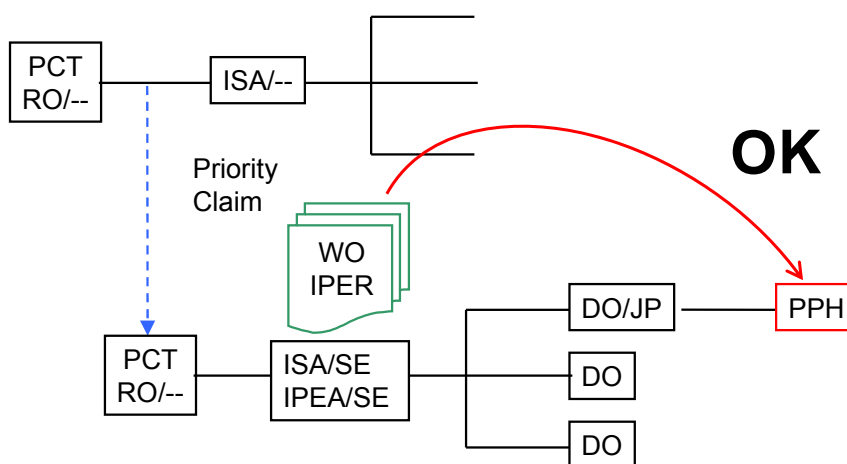 PCT
RO/--
ISA/--
OK
Priority
Claim
WO
IPER
DO/JP
PPH
PCT
RO/--
ISA/SE
IPEA/SE
DO
DO